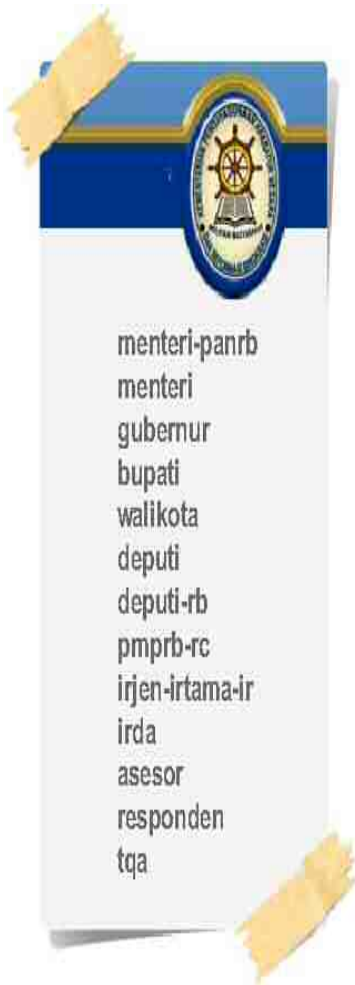 menteri-panrb
menteri
gubernur
bupati
walikota
deputi
deputi-rb
pmprb-rc
irjen-irtama-ir
irda
asesor
responden
tqa